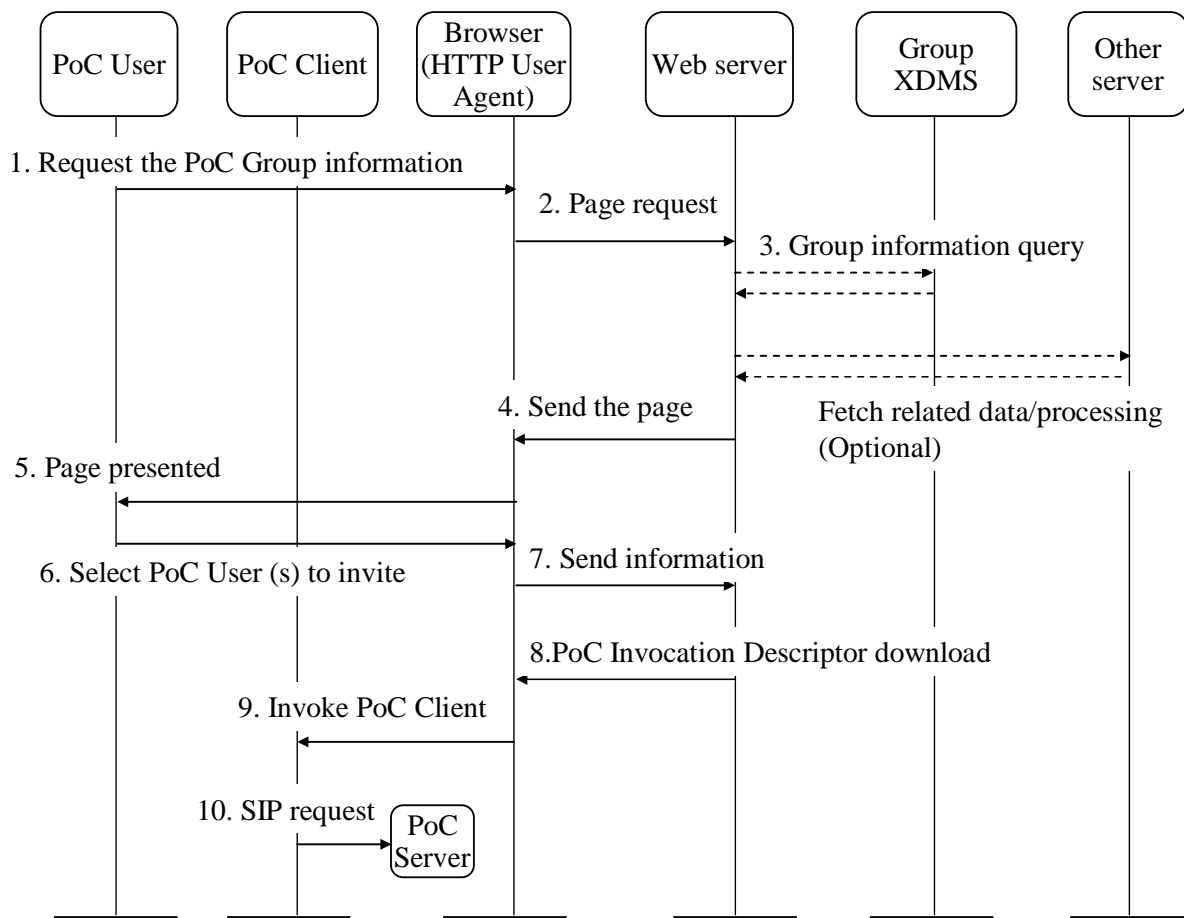 PoC User
PoC Client
Browser
(HTTP User
Agent)
Web server
Group
XDMS
Other
server
1. Request the PoC Group information
2. Page request
3. Group information query
4. Send the page
Fetch related data/processing
(Optional)
5. Page presented
6. Select PoC User (s) to invite
7. Send information
8.PoC Invocation Descriptor download
9. Invoke PoC Client
10. SIP request
PoC
Server